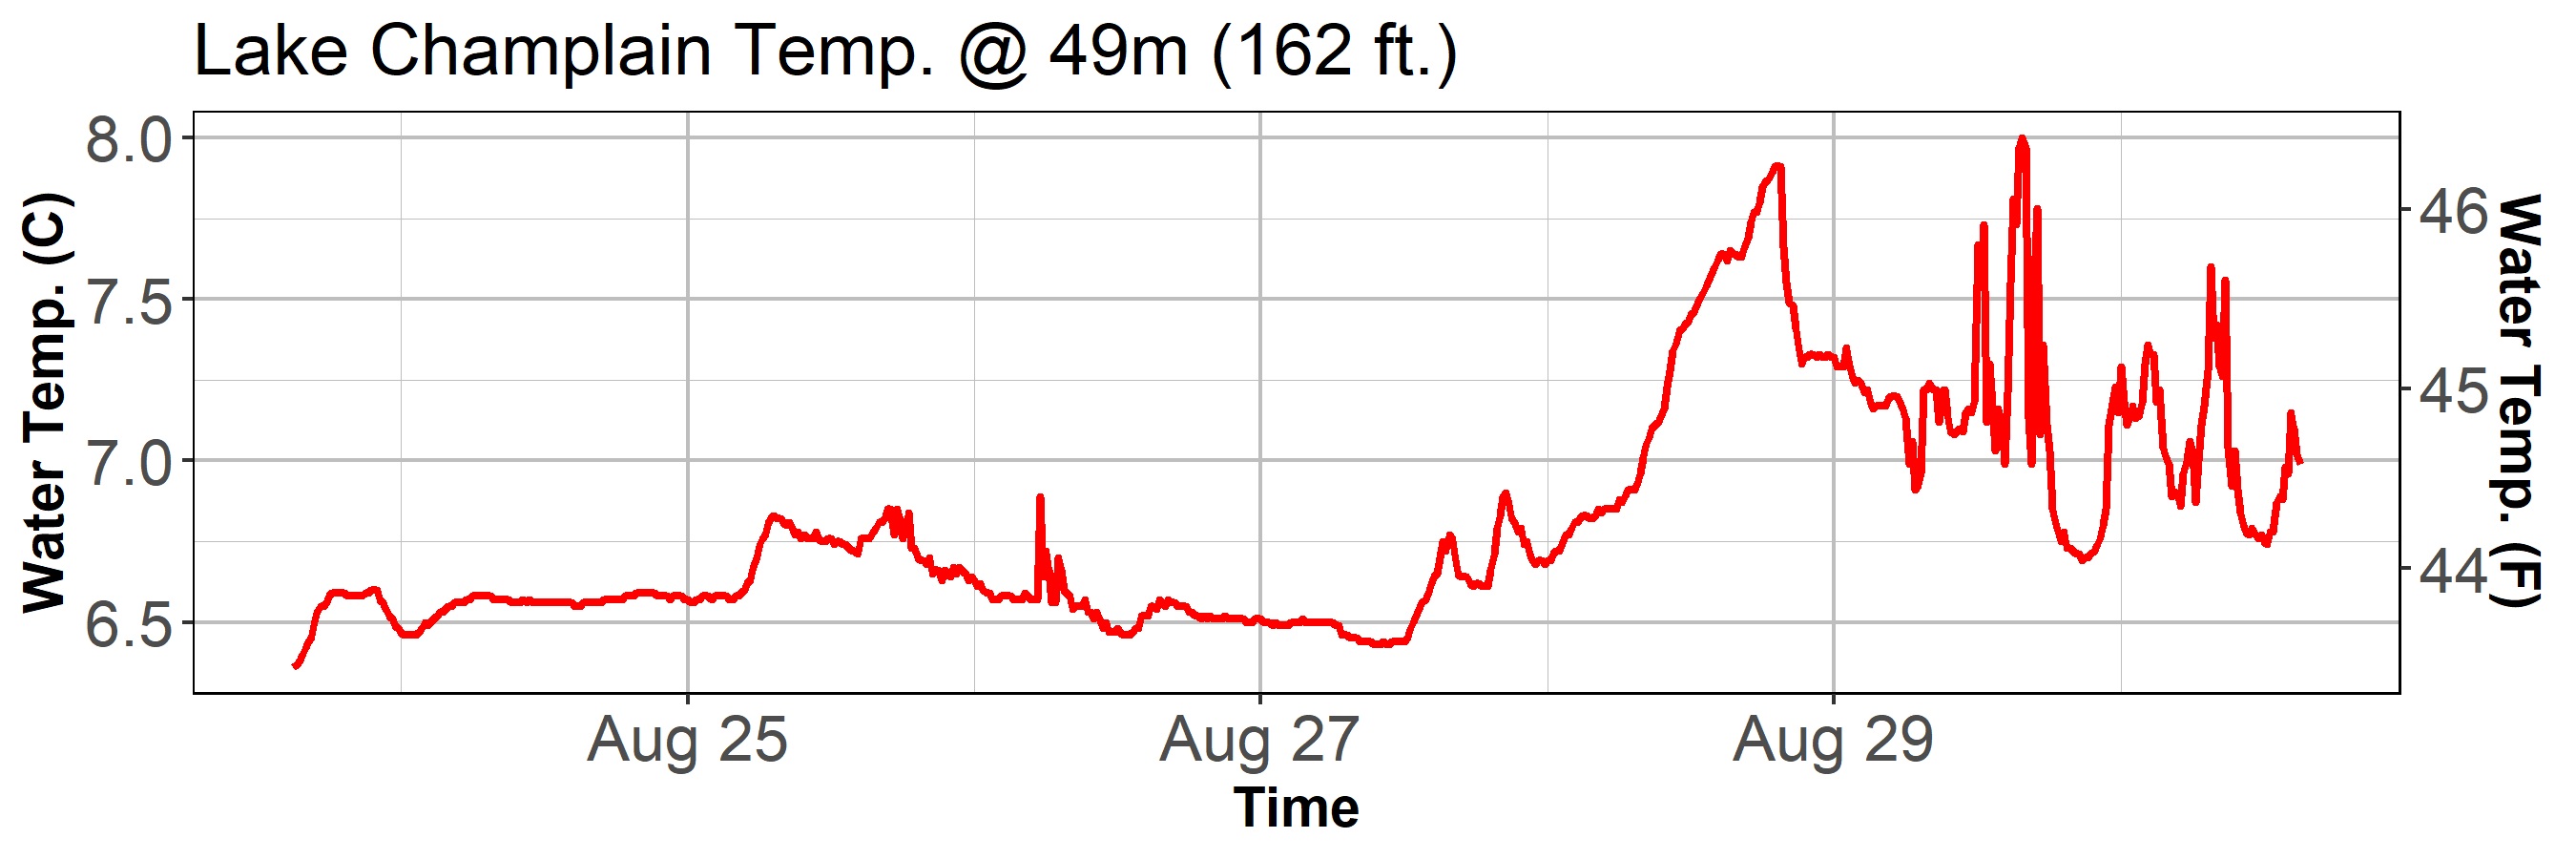 Lake Champlain Temp. @ 49m (162 ft.)
Water Temp. (C)
8.0
7.5
7.0
6.5
46
45
44
Water Temp. (F)
Aug 25
Aug 27
Aug 29
Time